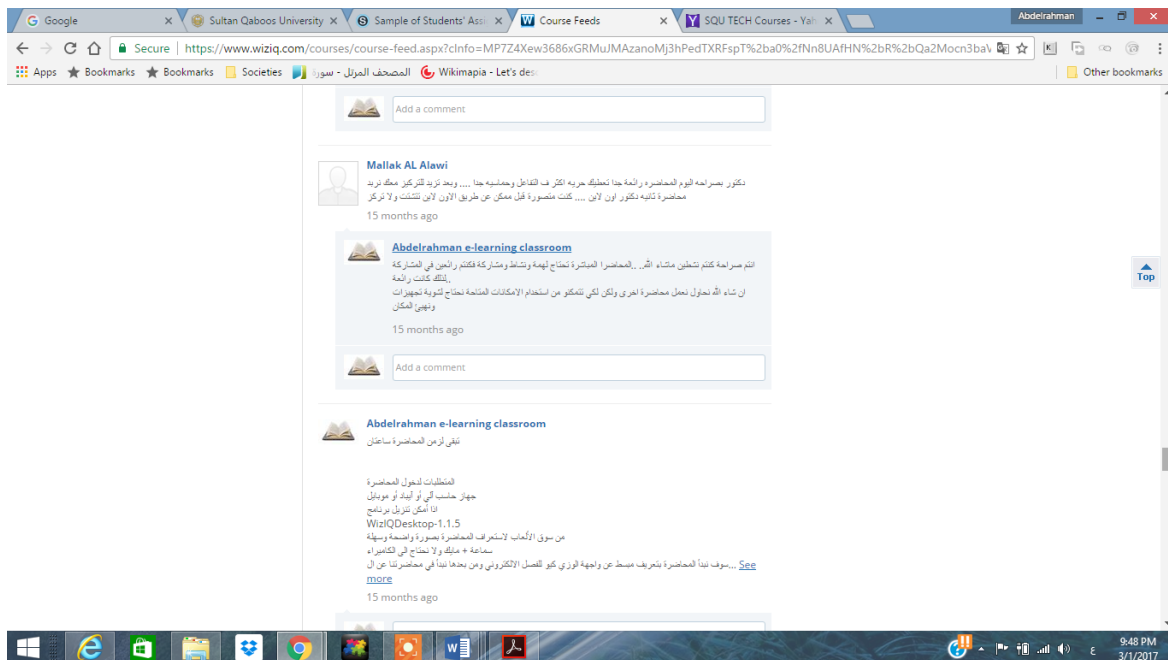 Google
Sultan Qaboos University
Sample of Students' Assi
Course Feeds
SQU TECH Courses - Yah
Abdelrahman
Secure
https://www.wiziq.com/courses/course-feed.aspx?cInfo=MP7Z4Xew3686xGRMuJMAzanoMj3hPedTXRFspT%2ba0%2fNn8UAfHN%2bR%2bQa2Mocn3ba
Apps
Bookmarks
Bookmarks
Societies
المصحف المرتل - سورة
Wikimapia - Let's des
Other bookmarks
Add a comment
Mallak AL Alawi
دكتور بصراحه اليوم المحاضره رائعة جدا تعطيك حريه اكثر ف التفاعل وحماسيه جدا .... وبعد تزيد للتركيز معك نريد
محاضرة ثانيه دكتور اون لاين .... كنت متصورة قبل ممكن عن طريق الاون لاين نتشتت ولا نركز
15 months ago
Abdelrahman e-learning classroom
انتم صراحة كنتم نشطين ماشاء الله.. ..المحاضرا المباشرة تحتاج لهمة ونشاط ومشاركة فكنتم رائعين في المشاركة
..لذلك كانت رائعة
ان شاء الله نحاول نعمل محاضرة اخرى ولكن لكي نتمكنو من استخدام الامكانات المتاحة نحتاج لشوية تجهيزات
ونهيئ المكان
15 months ago
Add a comment
Abdelrahman e-learning classroom
تبقى لزمن المحاضرة ساعتان
المتطلبات لدخول المحاضرة
جهاز حاسب آلي أو آيباد أو موبايل
اذا أمكن تنزيل برنامج
WizIQDesktop-1.1.5
من سوق الألعاب لاستعراف المحاضرة بصورة واضحة وسهلة
سماعة + مايك ولا نحتاج الى الكاميراء
سوف نبدأ المحاضرة بتعريف مبسط عن واجهة الوزي كيو للفصل الالكتروني ومن بعدها نبدأ في محاضرتنا عن ال... See
more
15 months ago
Top
ع
9:48 PM
3/1/2017